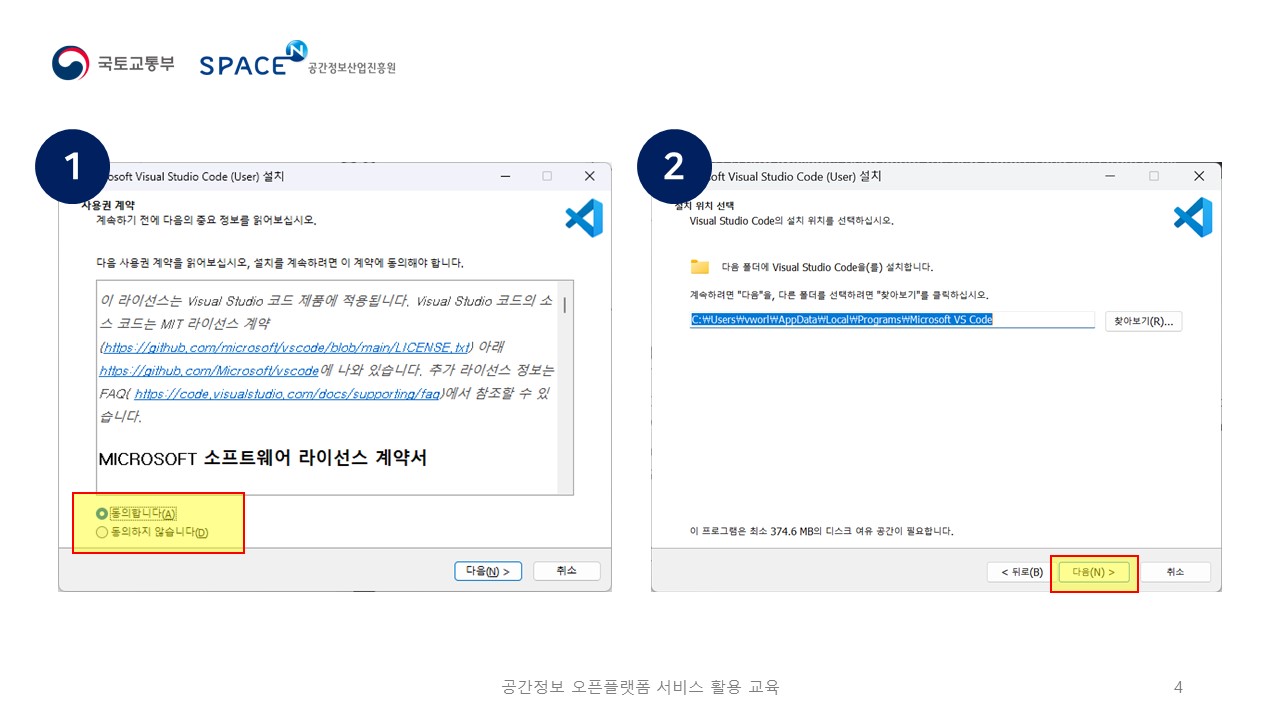 국토교통부
SPACE N 공간정보산업진흥원
1
osoft Visual Studio Code (User) 설치
사용권 계약
계속하기 전에 다음의 중요 정보를 읽어보십시오.
다음 사용권 계약을 읽어보십시오, 설치를 계속하려면 이 계약에 동의해야 합니다.
이 라이선스는 Visual Studio 코드 제품에 적용됩니다. Visual Studio 코드의 소
스 코드는 MIT 라이선스 계약
(https://github.com/microsoft/vscode/blob/main/LICENSE.txt) 아래
https://github.com/Microsoft/vscode에 나와 있습니다. 추가 라이선스 정보는
FAQ( https://code.visualstudio.com/docs/supporting/faq)에서 참조할 수 있
습니다.
MICROSOFT 소프트웨어 라이선스 계약서
동의합니다(A)
동의하지 않습니다(D)
다음(N) >
취소
2
oft Visual Studio Code (User) 설치
설치 위치 선택
Visual Studio Code의 설치 위치를 선택하십시오.
다음 폴더에 Visual Studio Code을(를) 설치합니다.
계속하려면 "다음"을, 다른 폴더를 선택하려면 "찾아보기"를 클릭하십시오.
C:₩Users₩vworl₩AppData₩Local₩Programs₩Microsoft VS Code
찾아보기(R)...
이 프로그램은 최소 374.6 MB의 디스크 여유 공간이 필요합니다.
< 뒤로(B)
다음(N) >
취소
공간정보 오픈플랫폼 서비스 활용 교육
4